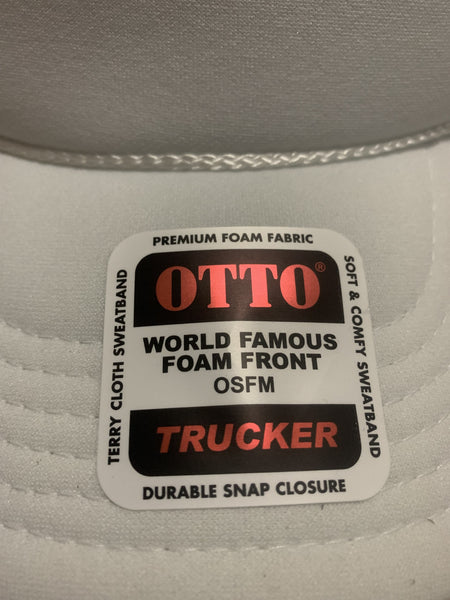 PREMIUM FOAM FABRIC
OTTO®
WORLD FAMOUS
FOAM FRONT
OSFM
TRUCKER
DURABLE SNAP CLOSURE
TERRY CLOTH SWEATBAND
SOFT & COMFY SWEATBAND